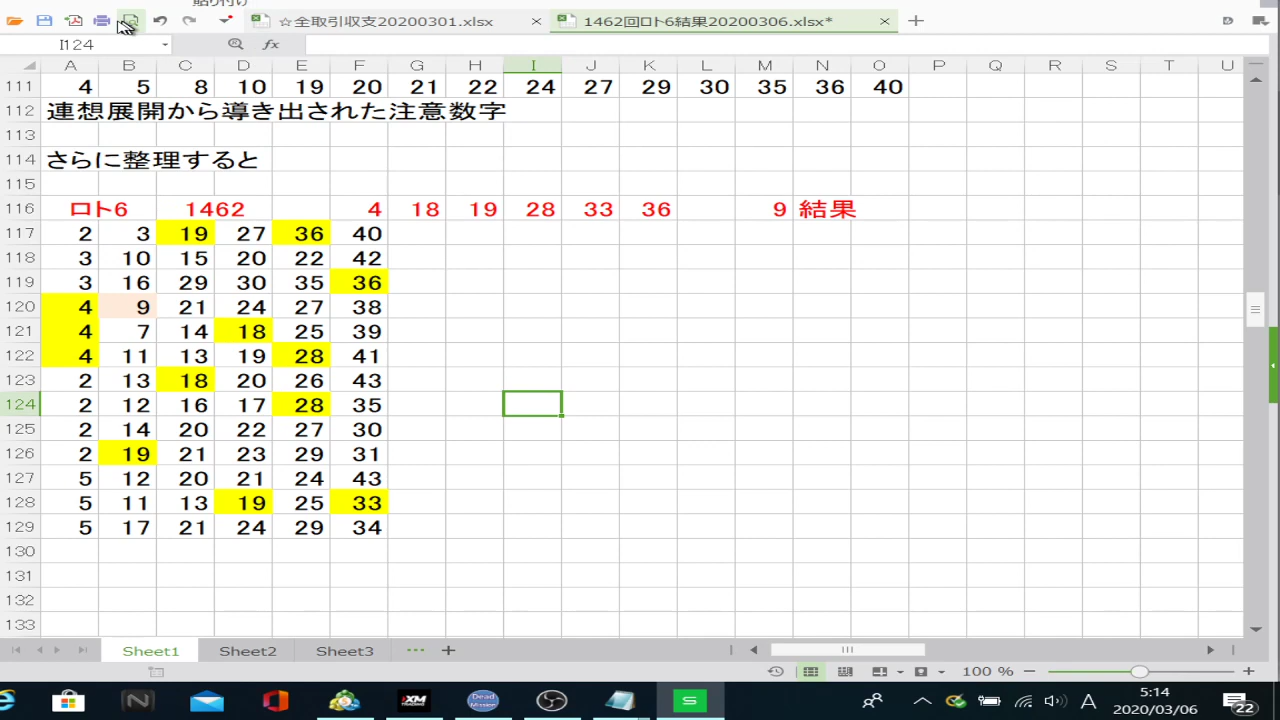 ☆全取引収支20200301.xlsx × 1462回ロト6結果20200306.xlsx* × +
I124 fx
A B C D E F G H I J K L M N O P Q R S T U
111 4 5 8 10 19 20 21 22 24 27 29 30 35 36 40
112 連想展開から導き出された注意数字
113
114 さらに整理すると
115
116 ロト6 1462 4 18 19 28 33 36 9 結果
117 2 3 19 27 36 40
118 3 10 15 20 22 42
119 3 16 29 30 35 36
120 4 9 21 24 27 38
121 4 7 14 18 25 39
122 4 11 13 19 28 41
123 2 13 18 20 26 43
124 2 12 16 17 28 35
125 2 14 20 22 27 30
126 2 19 21 23 29 31
127 5 12 20 21 24 43
128 5 11 13 19 25 33
129 5 17 21 24 29 34
130
131
132
133
Sheet1 Sheet2 Sheet3 ··· +
100 % − +
XM Dead Mission S A 5:14
2020/03/06 22